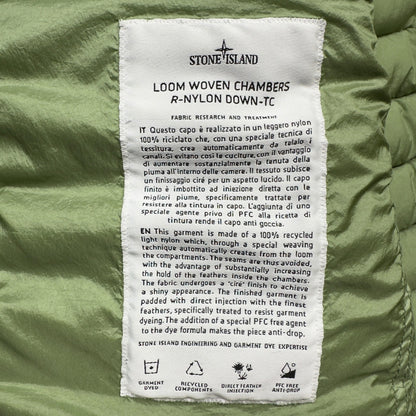 STONE ISLAND
LOOM WOVEN CHAMBERS
R-NYLON DOWN-TC
FABRIC RESEARCH AND TREATMENT
IT Questo capo è realizzato in un leggero nylon
100% riciclato che, con una speciale tecnica di
tessitura, crea automaticamente da telaio i
canali. Si evitano così le cuciture, con il vantaggio
di aumentare sostanzialmente la tenuta della
piuma all'interno delle camere. Il tessuto subisce
un finissaggio ciré per un aspetto lucido. Il capo
finito è imbottito ad iniezione diretta con le
migliori piume, specificatamente trattate per
resistere alla tintura in capo. L'aggiunta di uno
speciale agente privo di PFC alla ricetta di
tintura rende il capo anti goccia.
EN This garment is made of a 100% recycled
light nylon which, through a special weaving
technique automatically creates from the loom
the compartments. The seams are thus avoided,
with the advantage of substantially increasing
the hold of the feathers inside the chambers.
The fabric undergoes a 'ciré' finish to achieve
a shiny appearance. The finished garment is
padded with direct injection with the finest
feathers, specifically treated to resist garment
dyeing. The addition of a special PFC free agent
to the dye formula makes the piece anti-drop.
STONE ISLAND ENGINEERING AND GARMENT DYE EXPERTISE
GARMENT
DYED
RECYCLED
COMPONENTS
DIRECT FEATHER
INJECTION
PFC FREE
ANTI-DROP